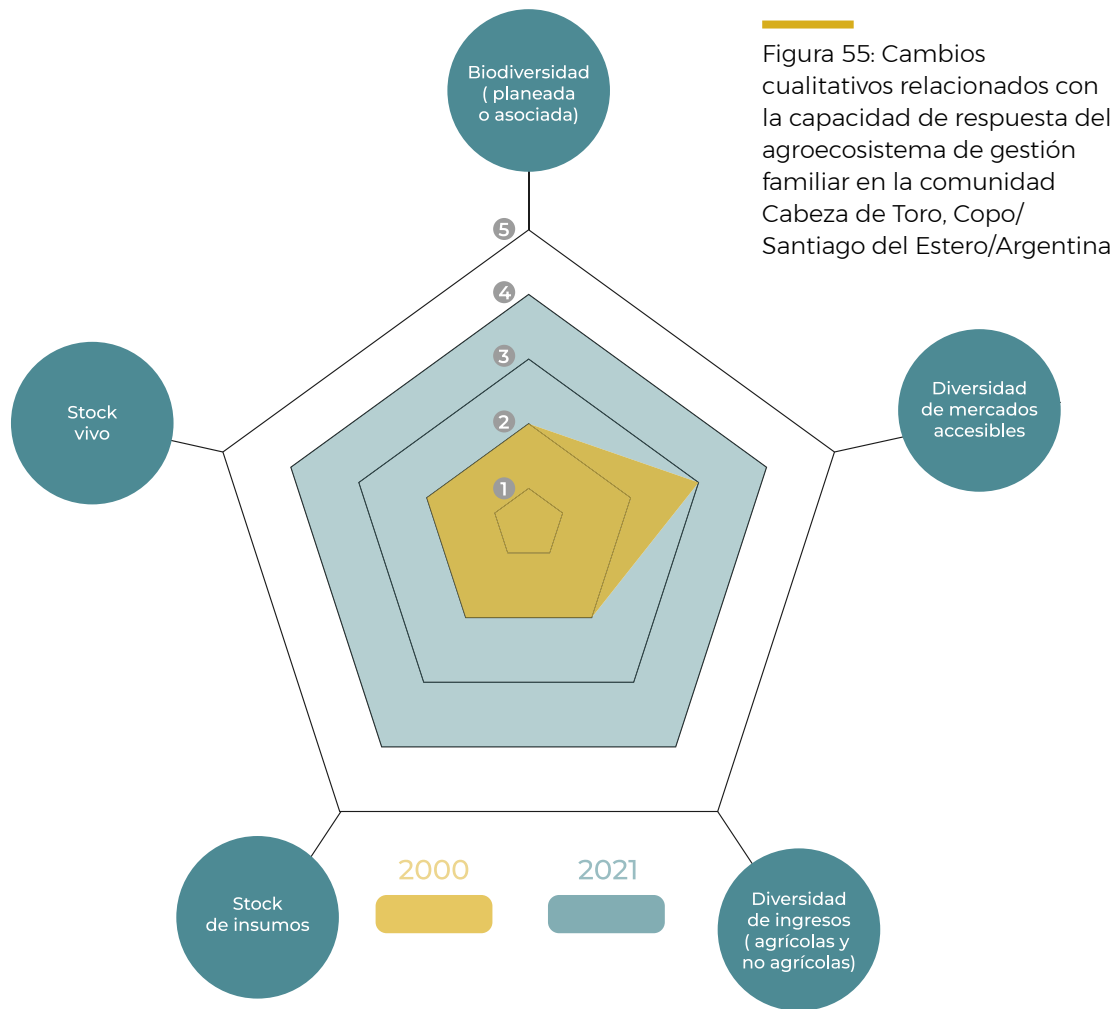 Figura 55: Cambios
cualitativos relacionados con
la capacidad de respuesta del
agroecosistema de gestión
familiar en la comunidad
Cabeza de Toro, Copo/
Santiago del Estero/Argentina
Biodiversidad
( planeada
o asociada)
5
4
3
2
1
Stock
vivo
Diversidad
de mercados
accesibles
Stock
de insumos
2000
2021
Diversidad
de ingresos
( agrícolas y
no agrícolas)